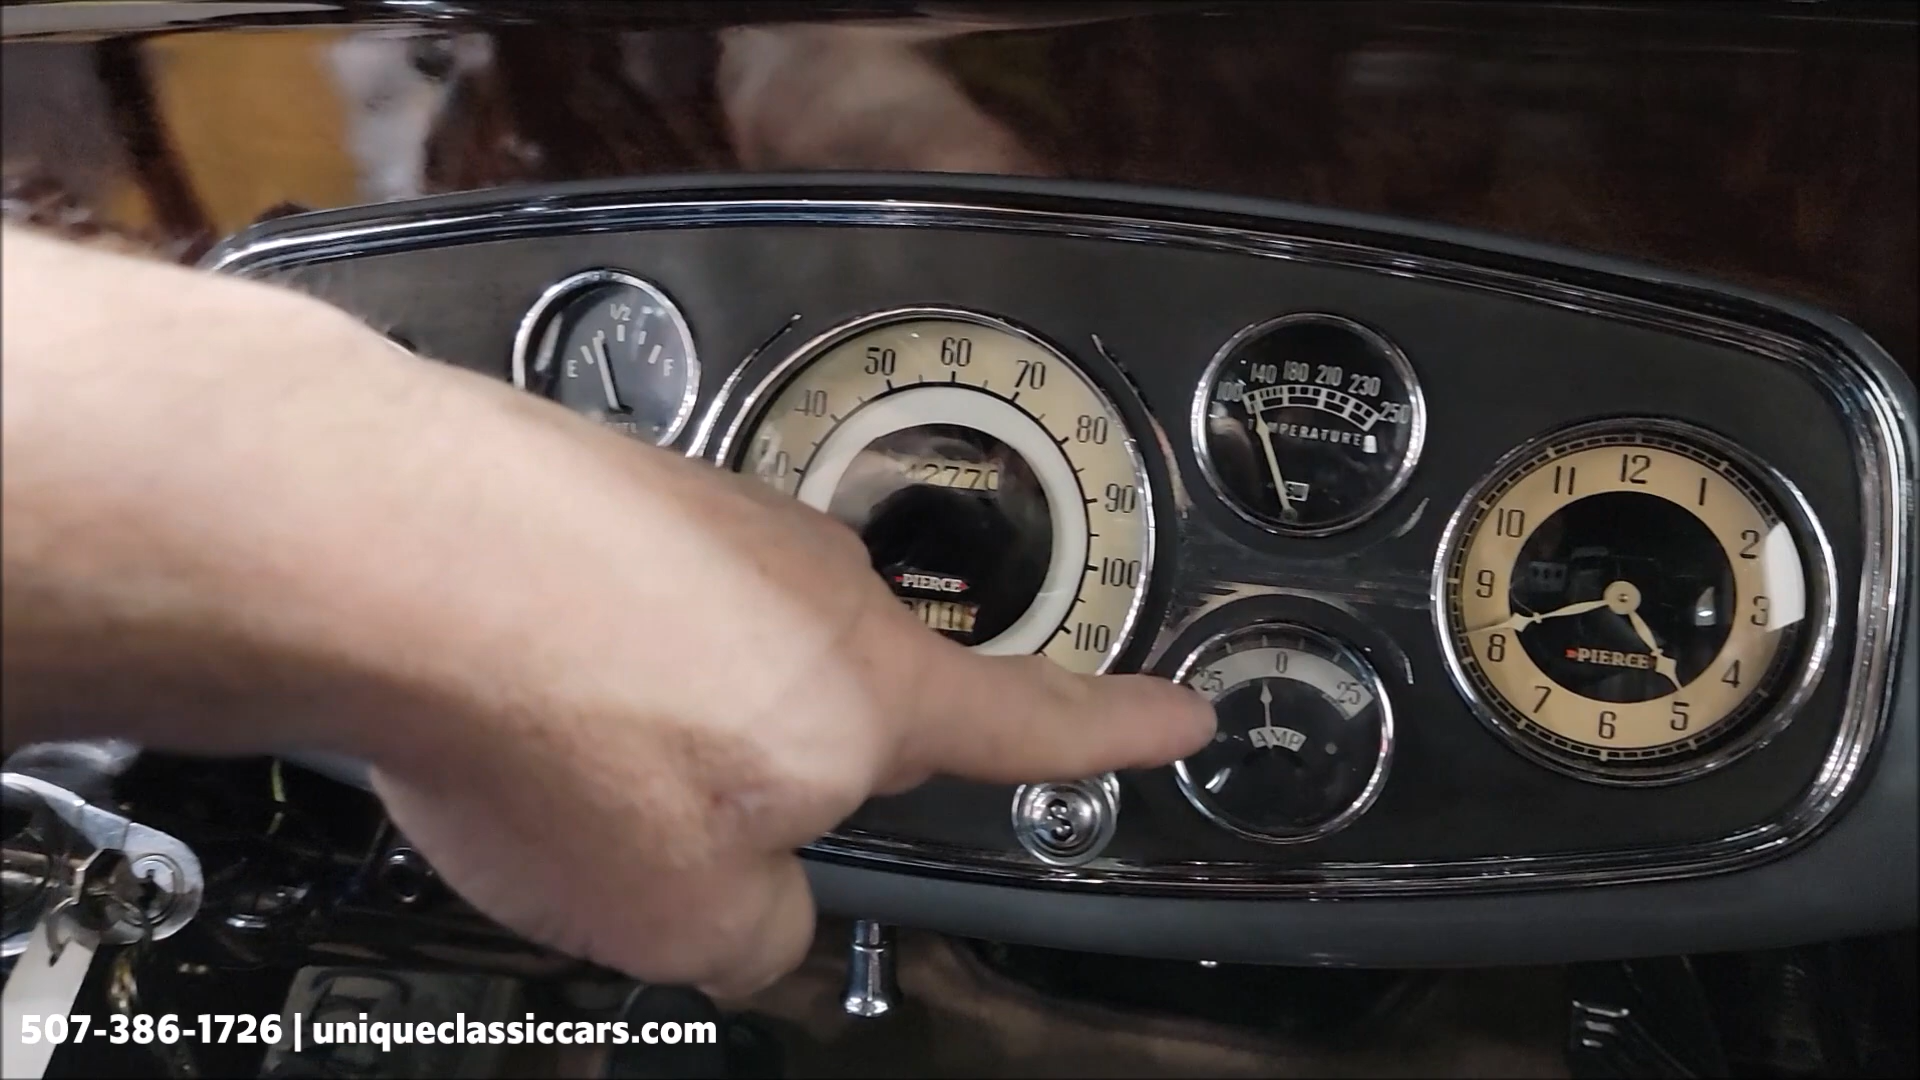 1/2
E F
40 50 60 70 80 90 100 110
PIERCE
100 140 180 210 230 250
TEMPERATURE
25 0 25
AMP
12 1 2 3 4 5 6 7 8 9 10 11
PIERCE
507-386-1726 | uniqueclassiccars.com